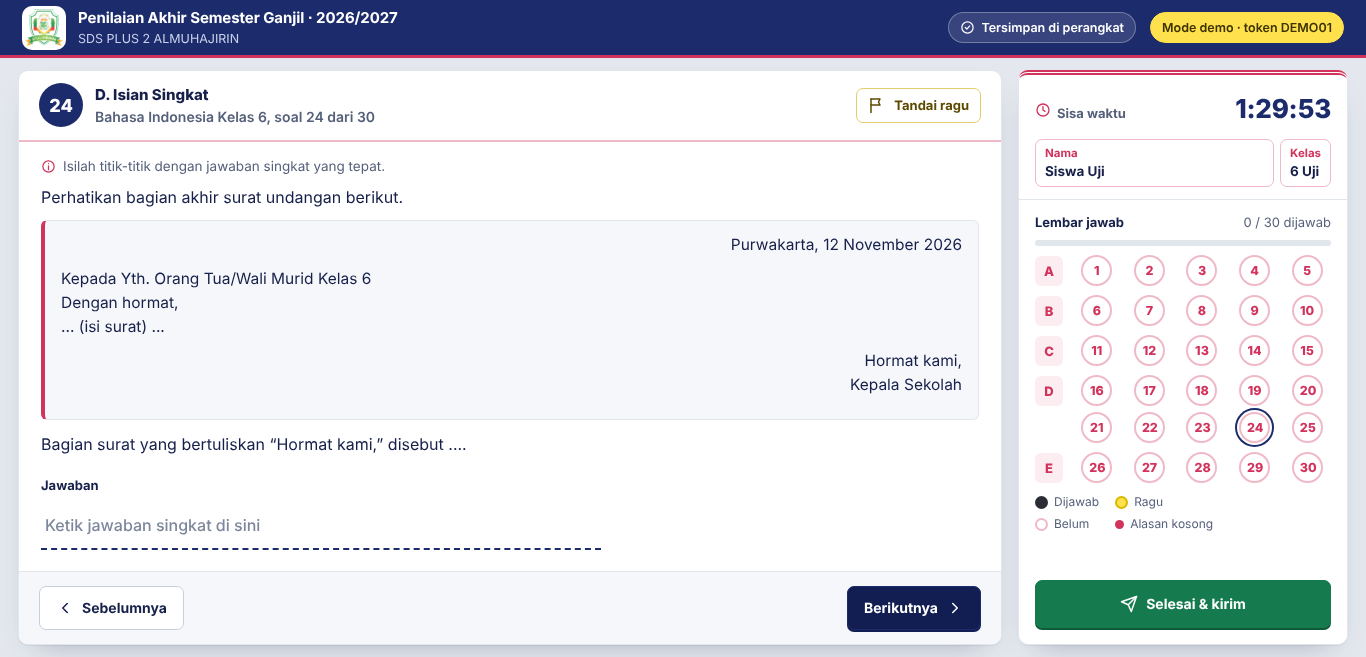 Penilaian Akhir Semester Ganjil · 2026/2027
SDS PLUS 2 ALMUHAJIRIN
Tersimpan di perangkat
Mode demo · token DEMO01
24
D. Isian Singkat
Bahasa Indonesia Kelas 6, soal 24 dari 30
Tandai ragu
Isilah titik-titik dengan jawaban singkat yang tepat.
Perhatikan bagian akhir surat undangan berikut.
Purwakarta, 12 November 2026
Kepada Yth. Orang Tua/Wali Murid Kelas 6
Dengan hormat,
... (isi surat) ...
Hormat kami,
Kepala Sekolah
Bagian surat yang bertuliskan “Hormat kami,” disebut ....
Jawaban
Ketik jawaban singkat di sini
Sebelumnya
Berikutnya
Sisa waktu
1:29:53
Nama
Siswa Uji
Kelas
6 Uji
Lembar jawab
0 / 30 dijawab
A 1 2 3 4 5
B 6 7 8 9 10
C 11 12 13 14 15
D 16 17 18 19 20
21 22 23 24 25
E 26 27 28 29 30
Dijawab Ragu
Belum Alasan kosong
Selesai & kirim